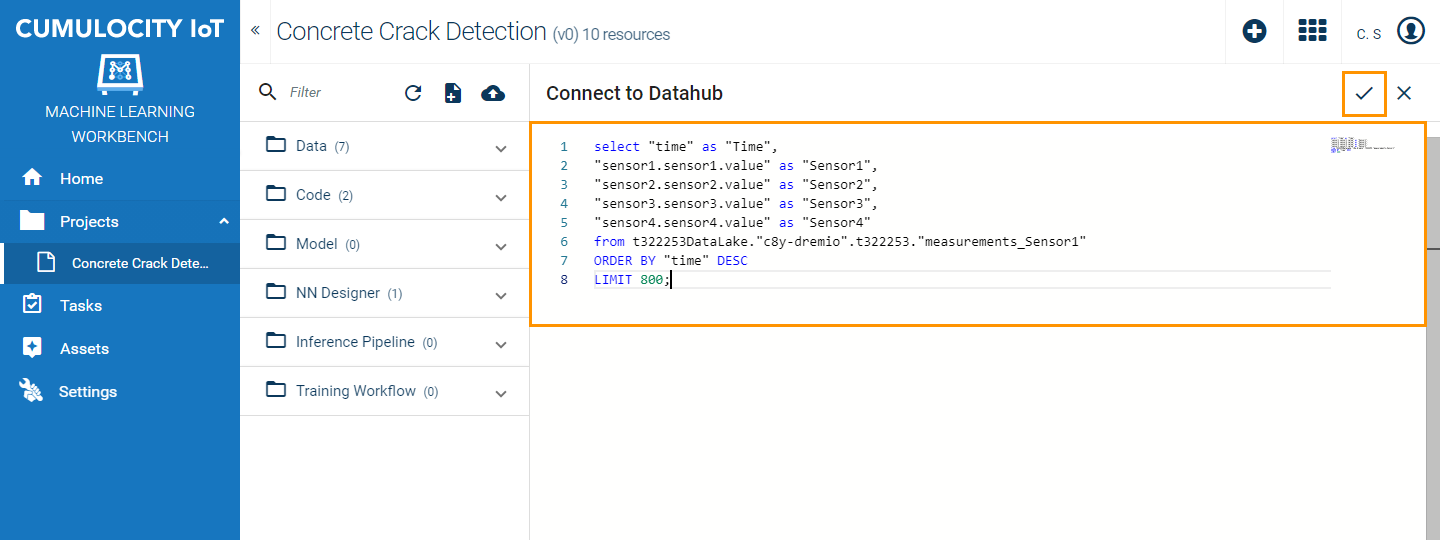 CUMULOCITY IoT
MACHINE LEARNING
WORKBENCH
Home
Projects
Concrete Crack Dete...
Tasks
Assets
Settings
« Concrete Crack Detection (v0) 10 resources
C. S
Filter
Data (7)
Code (2)
Model (0)
NN Designer (1)
Inference Pipeline (0)
Training Workflow (0)
Connect to Datahub
1 select "time" as "Time",
2 "sensor1.sensor1.value" as "Sensor1",
3 "sensor2.sensor2.value" as "Sensor2",
4 "sensor3.sensor3.value" as "Sensor3",
5 "sensor4.sensor4.value" as "Sensor4"
6 from t322253DataLake."c8y-dremio".t322253."measurements_Sensor1"
7 ORDER BY "time" DESC
8 LIMIT 800;